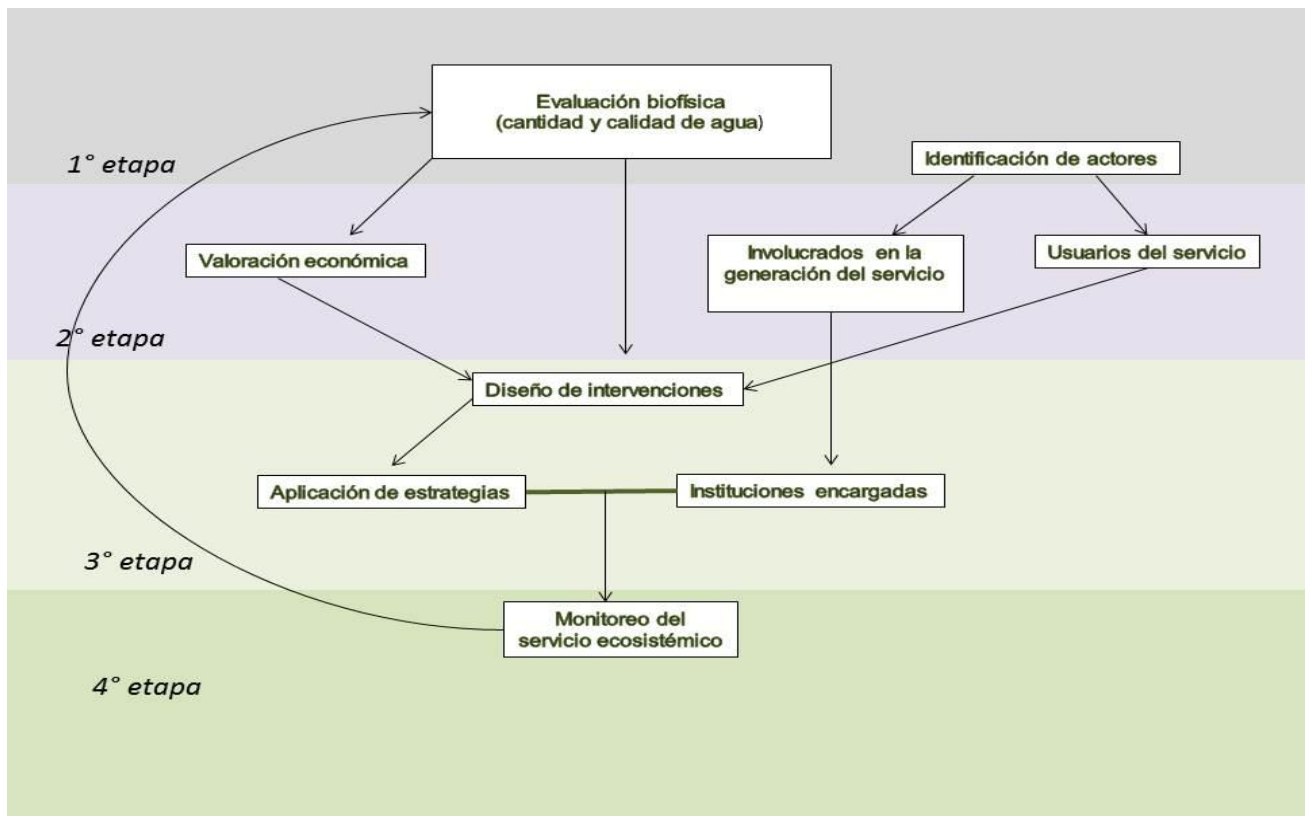 Evaluación biofísica
(cantidad y calidad de agua)
Identificación de actores
1° etapa
Valoración económica
Involucrados en la
generación del servicio
Usuarios del servicio
2° etapa
Diseño de intervenciones
Aplicación de estrategias
Instituciones encargadas
3° etapa
Monitoreo del
servicio ecosistémico
4° etapa